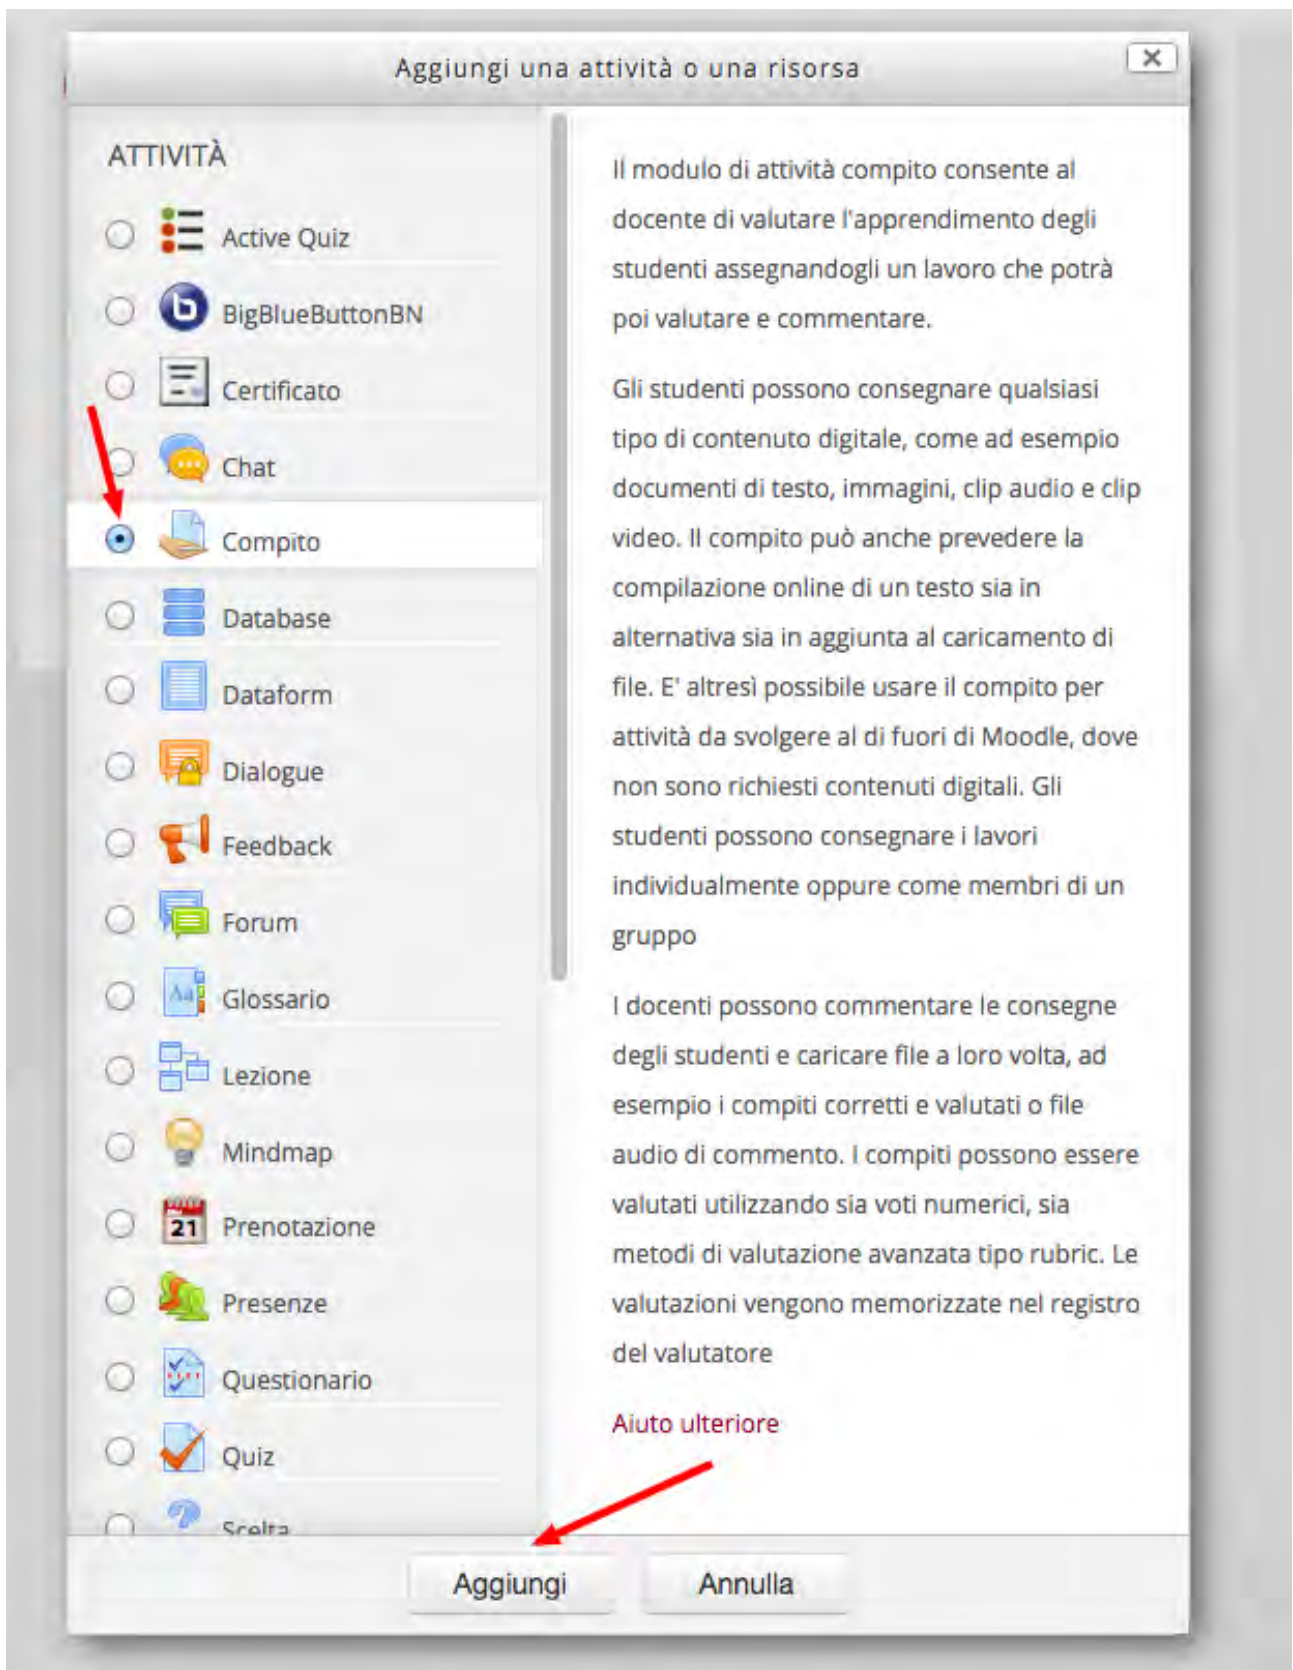 Aggiungi una attività o una risorsa
ATTIVITÀ
Active Quiz
BigBlueButtonBN
Certificato
Chat
Compito
Database
Dataform
Dialogue
Feedback
Forum
Glossario
Lezione
Mindmap
Prenotazione
Presenze
Questionario
Quiz
Scelta
Il modulo di attività compito consente al
docente di valutare l'apprendimento degli
studenti assegnandogli un lavoro che potrà
poi valutare e commentare.
Gli studenti possono consegnare qualsiasi
tipo di contenuto digitale, come ad esempio
documenti di testo, immagini, clip audio e clip
video. Il compito può anche prevedere la
compilazione online di un testo sia in
alternativa sia in aggiunta al caricamento di
file. E' altresì possibile usare il compito per
attività da svolgere al di fuori di Moodle, dove
non sono richiesti contenuti digitali. Gli
studenti possono consegnare i lavori
individualmente oppure come membri di un
gruppo
I docenti possono commentare le consegne
degli studenti e caricare file a loro volta, ad
esempio i compiti corretti e valutati o file
audio di commento. I compiti possono essere
valutati utilizzando sia voti numerici, sia
metodi di valutazione avanzata tipo rubric. Le
valutazioni vengono memorizzate nel registro
del valutatore
Aiuto ulteriore
Aggiungi
Annulla